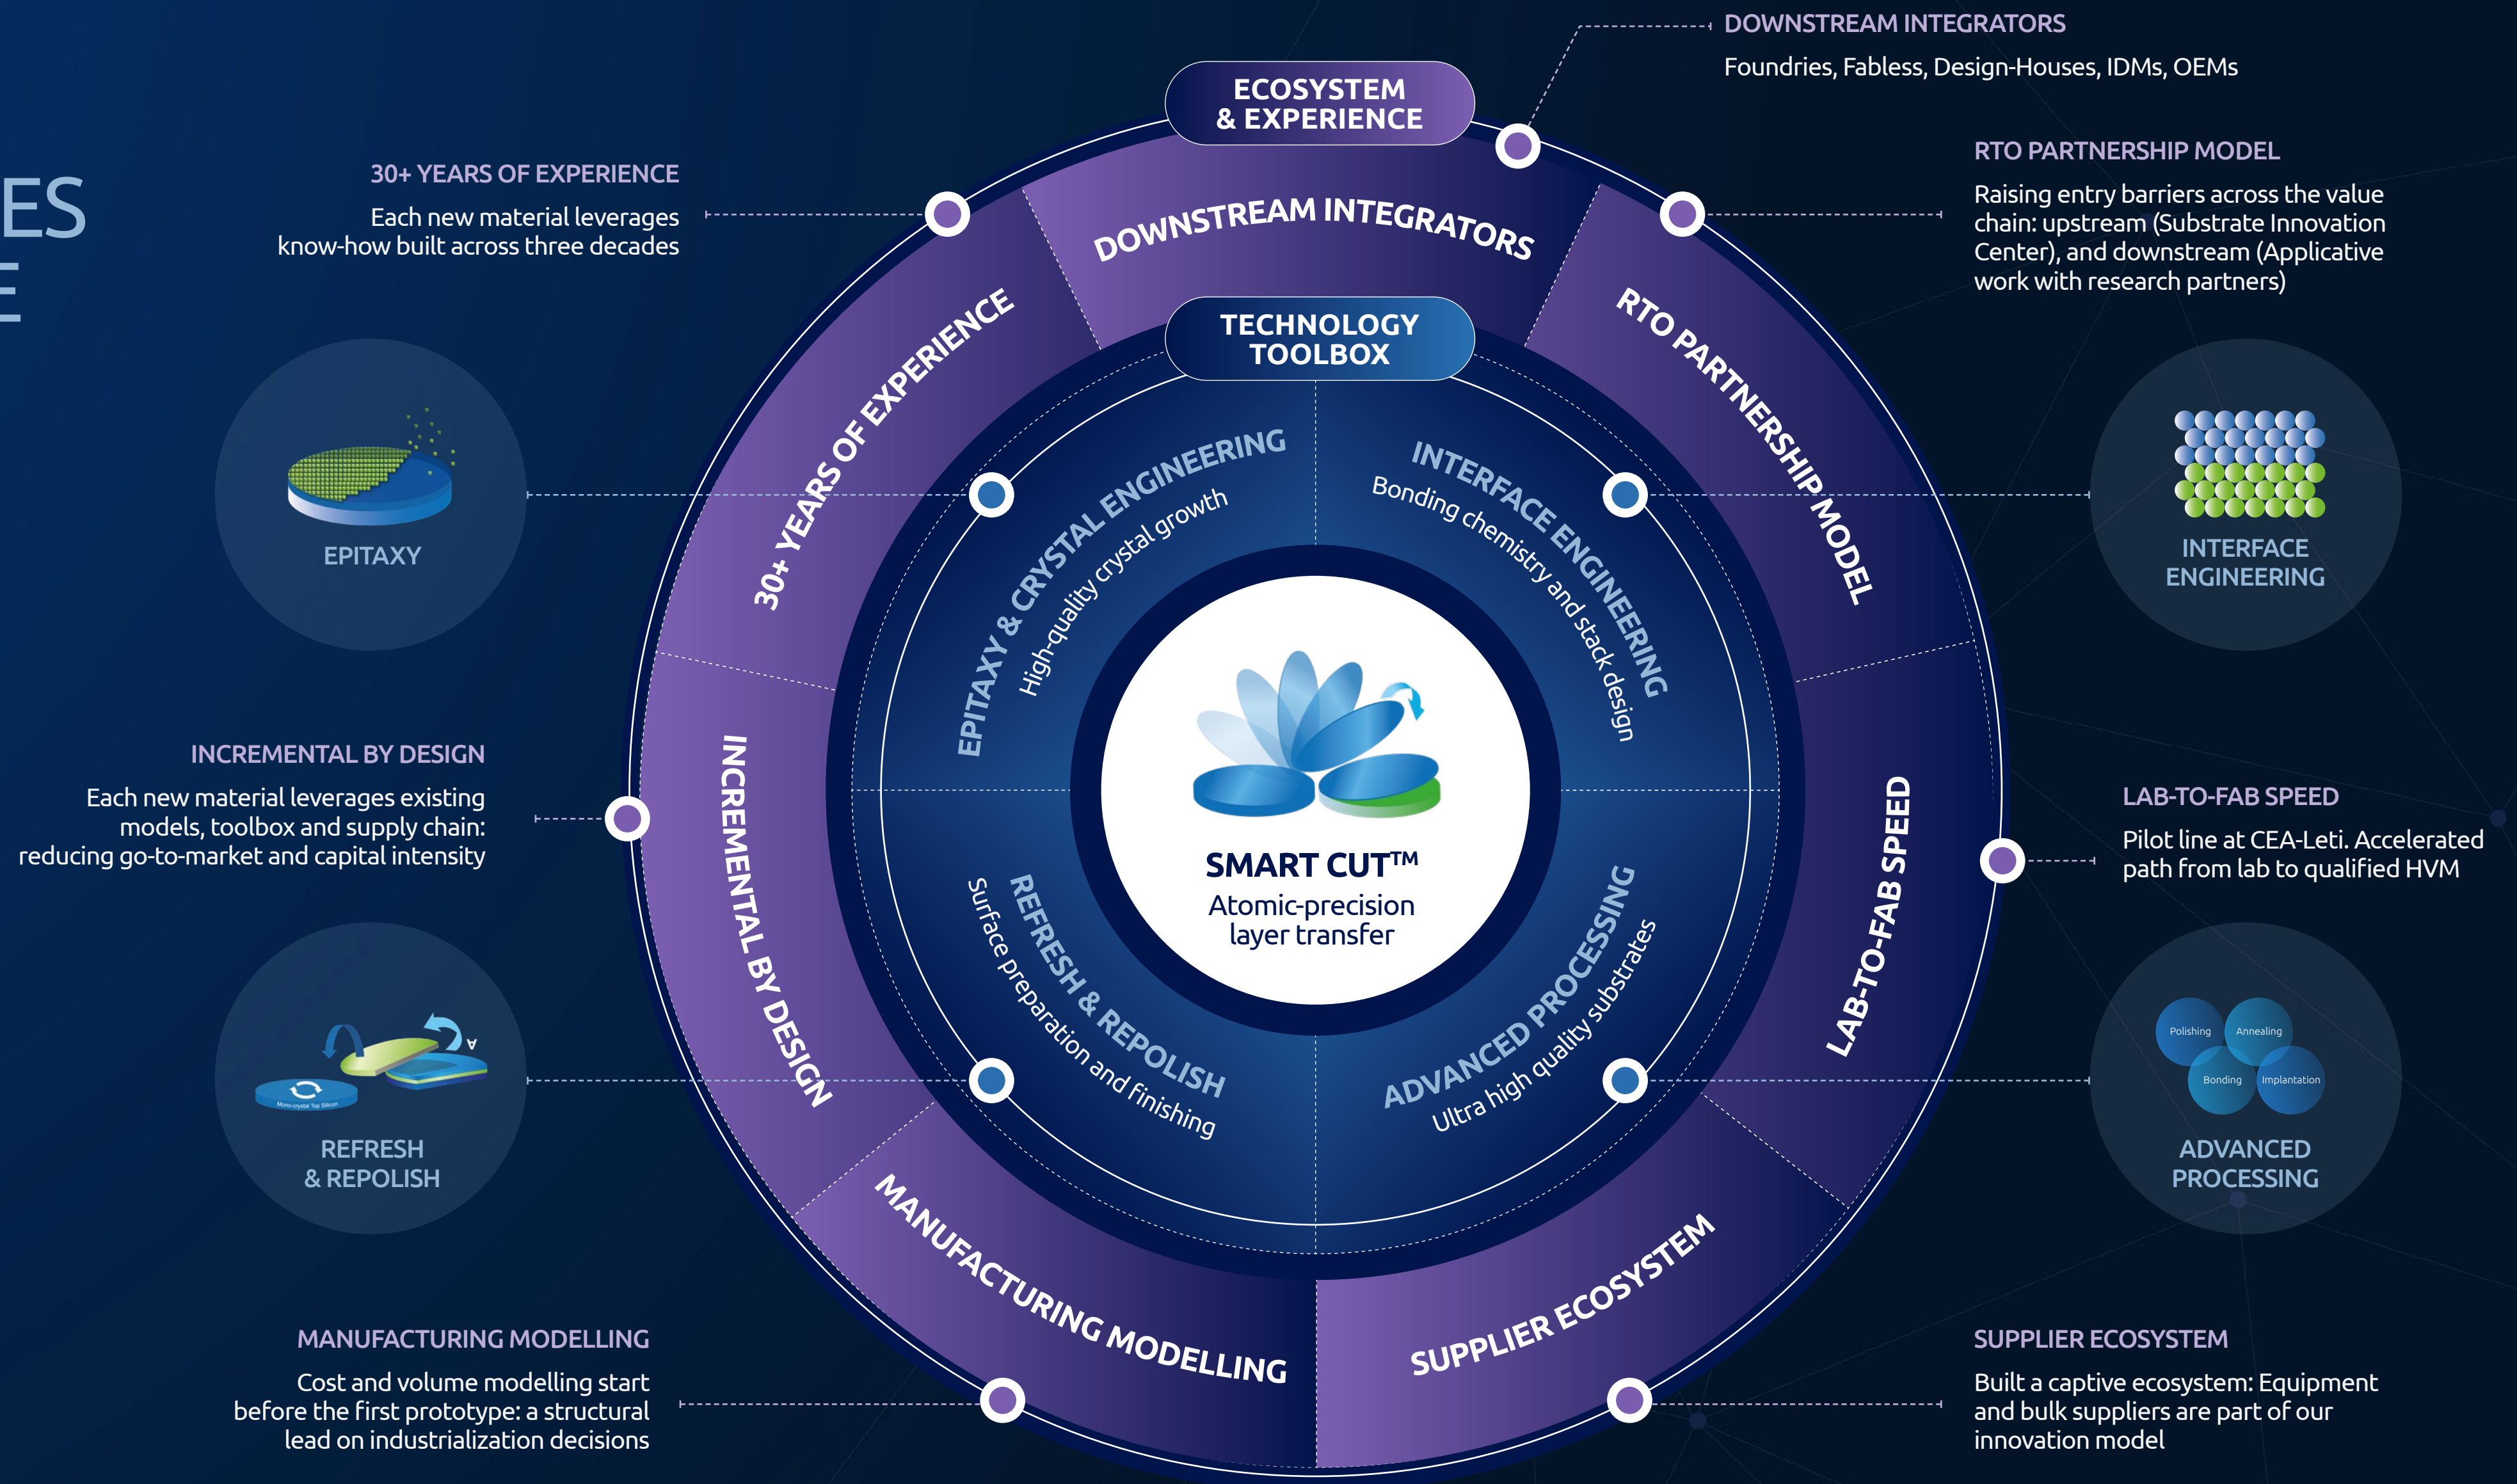 ES
E
DOWNSTREAM INTEGRATORS
Foundries, Fabless, Design-Houses, IDMs, OEMs
ECOSYSTEM
& EXPERIENCE
30+ YEARS OF EXPERIENCE
Each new material leverages
know-how built across three decades
RTO PARTNERSHIP MODEL
Raising entry barriers across the value
chain: upstream (Substrate Innovation
Center), and downstream (Applicative
work with research partners)
DOWNSTREAM INTEGRATORS
30+ YEARS OF EXPERIENCE
RTO PARTNERSHIP MODEL
TECHNOLOGY
TOOLBOX
EPITAXY & CRYSTAL ENGINEERING
High-quality crystal growth
INTERFACE ENGINEERING
Bonding chemistry and stack design
EPITAXY
INTERFACE
ENGINEERING
INCREMENTAL BY DESIGN
Each new material leverages existing
models, toolbox and supply chain:
reducing go-to-market and capital intensity
INCREMENTAL BY DESIGN
SMART CUT™
Atomic-precision
layer transfer
LAB-TO-FAB SPEED
LAB-TO-FAB SPEED
Pilot line at CEA-Leti. Accelerated
path from lab to qualified HVM
REFRESH & REPOLISH
Surface preparation and finishing
ADVANCED PROCESSING
Ultra high quality substrates
∀
Mono-crystal Top Silicon
REFRESH
& REPOLISH
Polishing
Annealing
Bonding
Implantation
ADVANCED
PROCESSING
MANUFACTURING MODELLING
SUPPLIER ECOSYSTEM
MANUFACTURING MODELLING
Cost and volume modelling start
before the first prototype: a structural
lead on industrialization decisions
SUPPLIER ECOSYSTEM
Built a captive ecosystem: Equipment
and bulk suppliers are part of our
innovation model